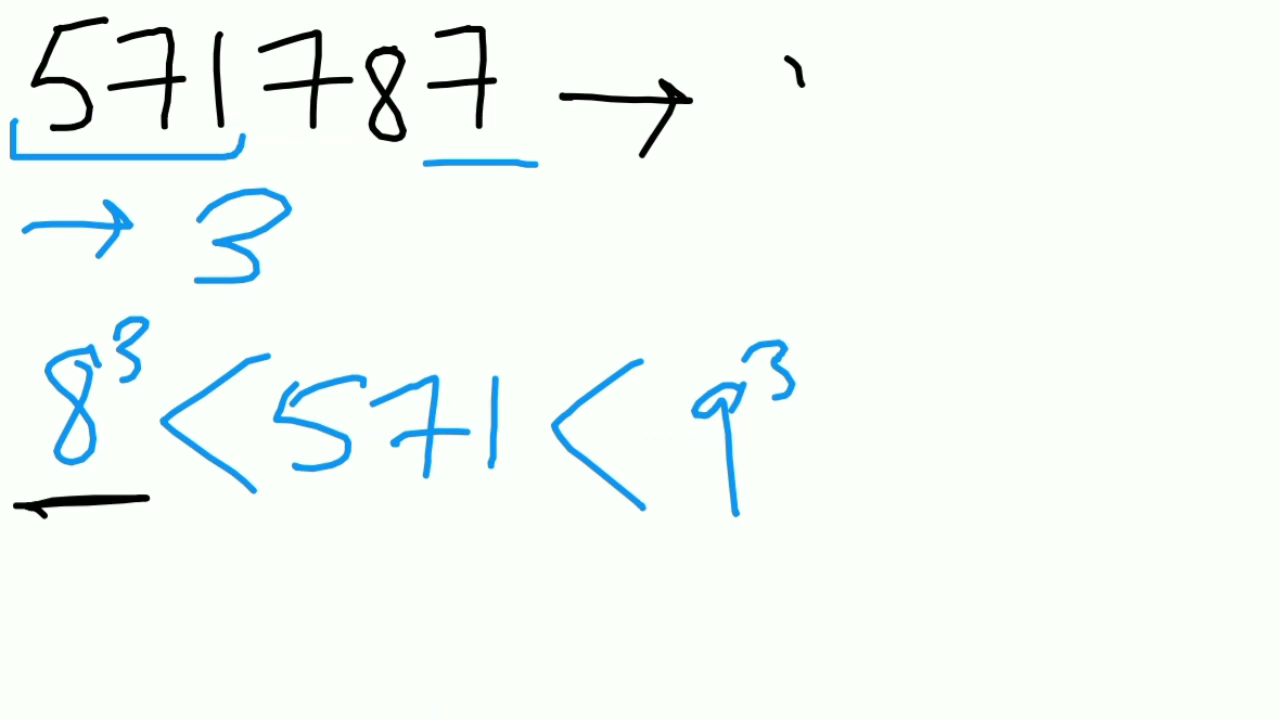 571787 →
→ 3
8³ < 571 < 9³